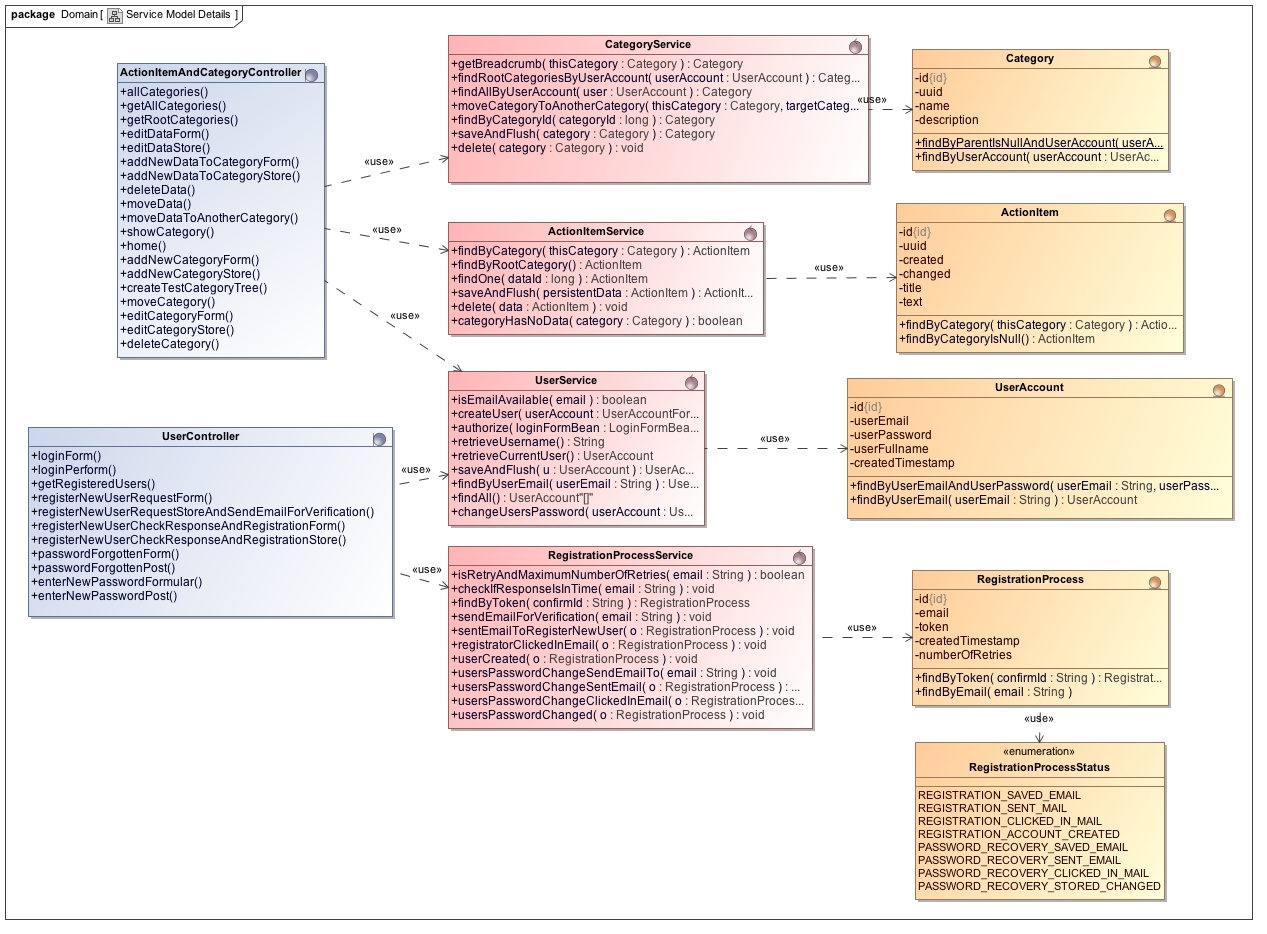 package Domain[ Service Model Details ]
ActionItemAndCategoryController
+allCategories()
+getAllCategories()
+getRootCategories()
+editDataForm()
+editDataStore()
+addNewDataToCategoryForm()
+addNewDataToCategoryStore()
+deleteData()
+moveData()
+moveDataToAnotherCategory()
+showCategory()
+home()
+addNewCategoryForm()
+addNewCategoryStore()
+createTestCategoryTree()
+moveCategory()
+editCategoryForm()
+editCategoryStore()
+deleteCategory()
«use»
«use»
«use»
UserController
+loginForm()
+loginPerform()
+getRegisteredUsers()
+registerNewUserRequestForm()
+registerNewUserRequestStoreAndSendEmailForVerification()
+registerNewUserCheckResponseAndRegistrationForm()
+registerNewUserCheckResponseAndRegistrationStore()
+passwordForgottenForm()
+passwordForgottenPost()
+enterNewPasswordFormular()
+enterNewPasswordPost()
«use»
«use»
CategoryService
+getBreadcrumb( thisCategory : Category ) : Category
+findRootCategoriesByUserAccount( userAccount : UserAccount ) : Categ...
+findAllByUserAccount( user : UserAccount ) : Category
+moveCategoryToAnotherCategory( thisCategory : Category, targetCateg...
+findByCategoryId( categoryId : long ) : Category
+saveAndFlush( category : Category ) : Category
+delete( category : Category ) : void
«use»
ActionItemService
+findByCategory( thisCategory : Category ) : ActionItem
+findByRootCategory() : ActionItem
+findOne( dataId : long ) : ActionItem
+saveAndFlush( persistentData : ActionItem ) : ActionIt...
+delete( data : ActionItem ) : void
+categoryHasNoData( category : Category ) : boolean
«use»
UserService
+isEmailAvailable( email ) : boolean
+createUser( userAccount : UserAccountFor...
+authorize( loginFormBean : LoginFormBea...
+retrieveUsername() : String
+retrieveCurrentUser() : UserAccount
+saveAndFlush( u : UserAccount ) : UserAc...
+findByUserEmail( userEmail : String ) : Use...
+findAll() : UserAccount"[]"
+changeUsersPassword( userAccount : Us...
«use»
RegistrationProcessService
+isRetryAndMaximumNumberOfRetries( email : String ) : boolean
+checkIfResponseIsInTime( email : String ) : void
+findByToken( confirmId : String ) : RegistrationProcess
+sendEmailForVerification( email : String ) : void
+sentEmailToRegisterNewUser( o : RegistrationProcess ) : void
+registratorClickedInEmail( o : RegistrationProcess ) : void
+userCreated( o : RegistrationProcess ) : void
+usersPasswordChangeSendEmailTo( email : String ) : void
+usersPasswordChangeSentEmail( o : RegistrationProcess ) : ...
+usersPasswordChangeClickedInEmail( o : RegistrationProces...
+usersPasswordChanged( o : RegistrationProcess ) : void
«use»
Category
-id{id}
-uuid
-name
-description
+findByParentIsNullAndUserAccount( userA...
+findByUserAccount( userAccount : UserAc...
ActionItem
-id{id}
-uuid
-created
-changed
-title
-text
+findByCategory( thisCategory : Category ) : Actio...
+findByCategoryIsNull() : ActionItem
UserAccount
-id{id}
-userEmail
-userPassword
-userFullname
-createdTimestamp
+findByUserEmailAndUserPassword( userEmail : String, userPass...
+findByUserEmail( userEmail : String ) : UserAccount
RegistrationProcess
-id{id}
-email
-token
-createdTimestamp
-numberOfRetries
+findByToken( confirmId : String ) : Registrat...
+findByEmail( email : String )
«use»
«enumeration»
RegistrationProcessStatus
REGISTRATION_SAVED_EMAIL
REGISTRATION_SENT_MAIL
REGISTRATION_CLICKED_IN_MAIL
REGISTRATION_ACCOUNT_CREATED
PASSWORD_RECOVERY_SAVED_EMAIL
PASSWORD_RECOVERY_SENT_EMAIL
PASSWORD_RECOVERY_CLICKED_IN_MAIL
PASSWORD_RECOVERY_STORED_CHANGED